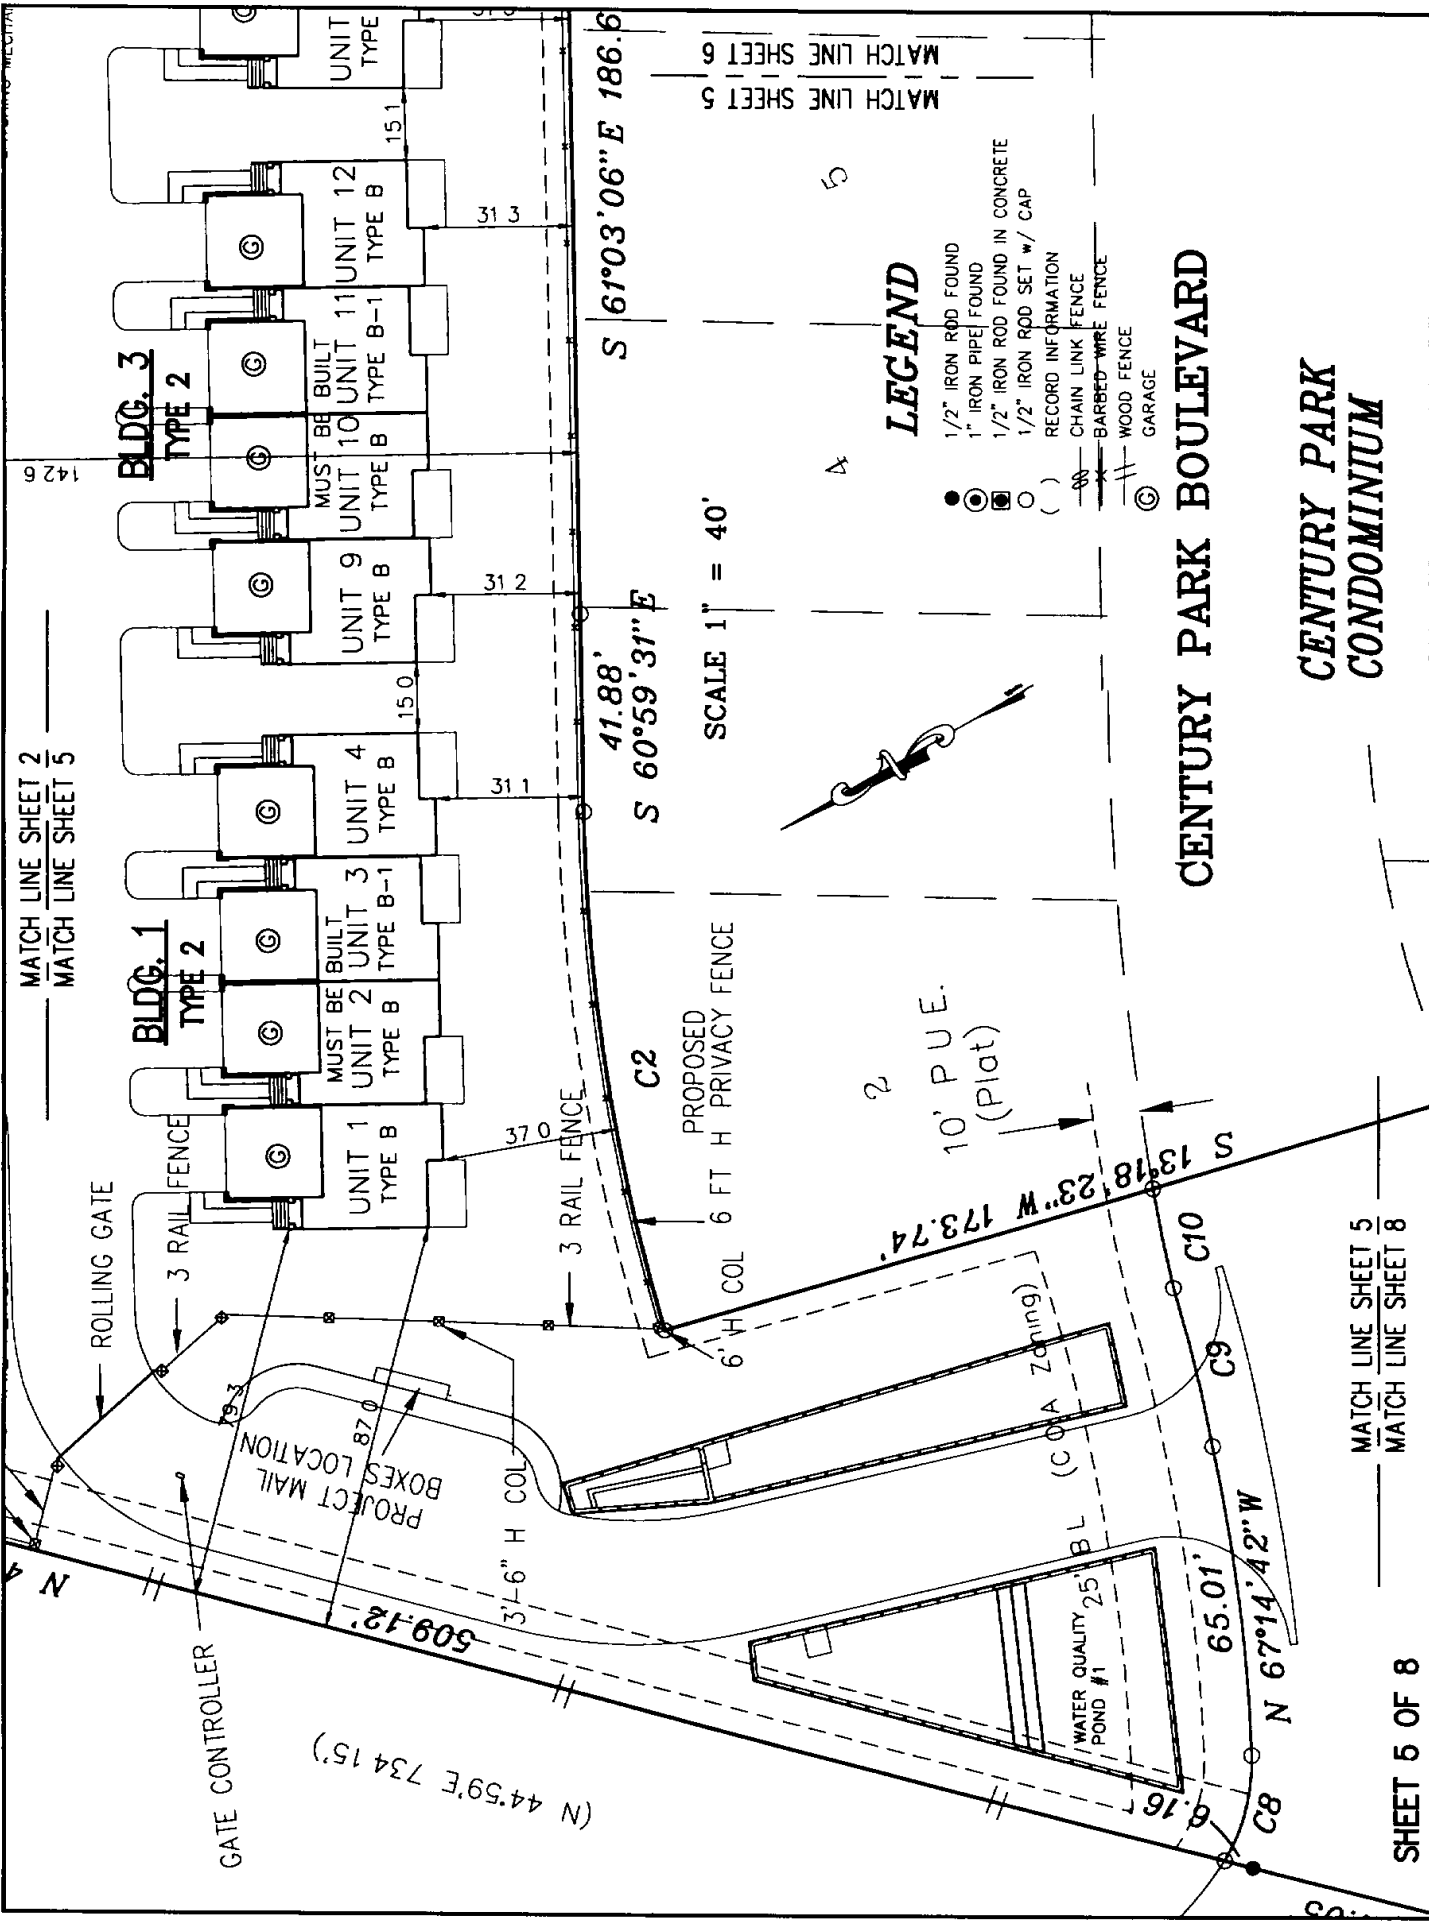 MATCH LINE SHEET 2
MATCH LINE SHEET 5
BLDG. 1
TYPE 2
BLDG. 3
TYPE 2
142 6
ROLLING GATE
3 RAIL FENCE
GATE CONTROLLER
UNIT 1
TYPE B
MUST BE BUILT
UNIT 2
TYPE B
UNIT 3
TYPE B-1
UNIT 4
TYPE B
UNIT 9
TYPE B
MUST BE BUILT
UNIT 10
TYPE B
UNIT 11
TYPE B-1
UNIT 12
TYPE B
UNIT
TYPE
G
G
G
G
G
G
G
G
15 0
15 1
37 0
31 1
31 2
31 3
79.3
87 0
PROJECT MAIL
BOXES LOCATION
3'-6" H COL
3 RAIL FENCE
6' H COL
PROPOSED
6 FT H PRIVACY FENCE
C2
41.88'
S 60°59'31" E
S 61°03'06" E 186.6
SCALE 1" = 40'
MATCH LINE SHEET 6
MATCH LINE SHEET 5
2
4
5
10' P U E.
(Plat)
S 13°18'23" W 173.74'
509.12'
(N 44°59'E 734 15')
N 4
25' B L (C O A Zoning)
WATER QUALITY
POND #1
6.16'
C8
C9
C10
65.01'
N 67°14'42" W
LEGEND
1/2" IRON ROD FOUND
1" IRON PIPE FOUND
1/2" IRON ROD FOUND IN CONCRETE
1/2" IRON ROD SET w/ CAP
( ) RECORD INFORMATION
CHAIN LINK FENCE
BARBED WIRE FENCE
WOOD FENCE
G GARAGE
CENTURY PARK BOULEVARD
CENTURY PARK
CONDOMINIUM
MATCH LINE SHEET 5
MATCH LINE SHEET 8
SHEET 5 OF 8